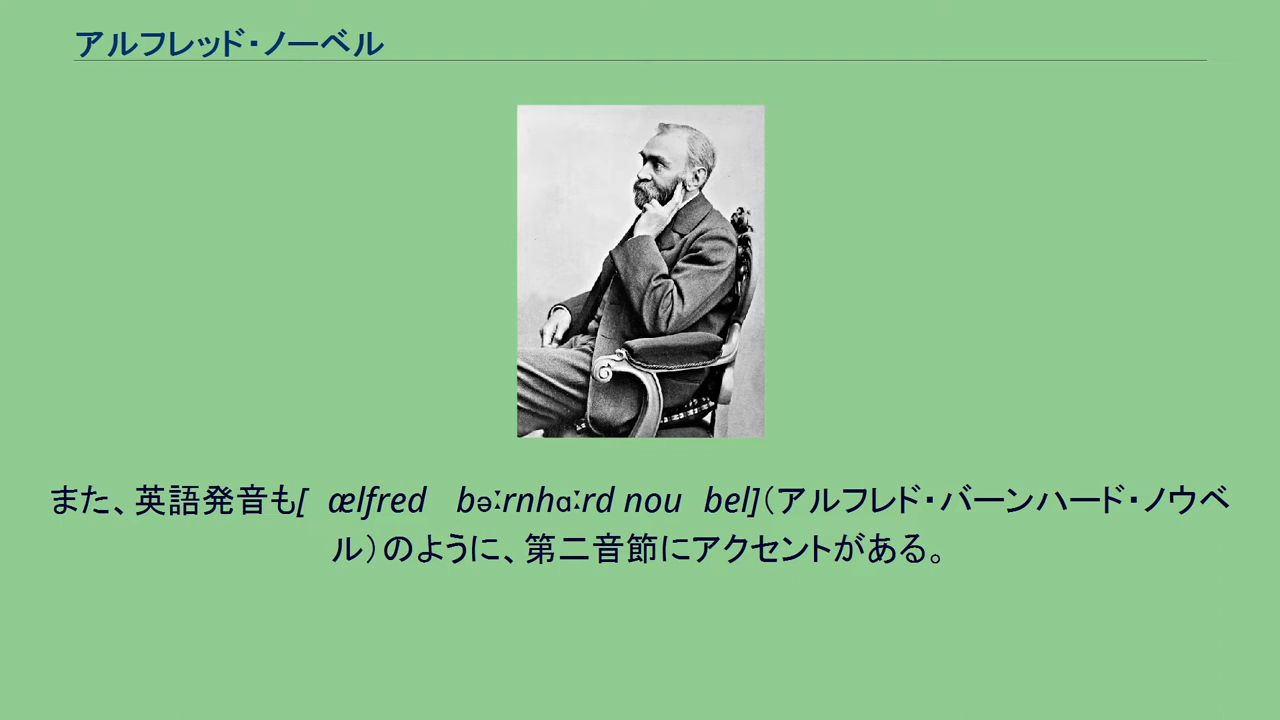 アルフレッド・ノーベル
また、英語発音も[ ælfred bəːrnhɑːrd nou bel](アルフレド・バーンハード・ノウベ
ル)のように、第二音節にアクセントがある。